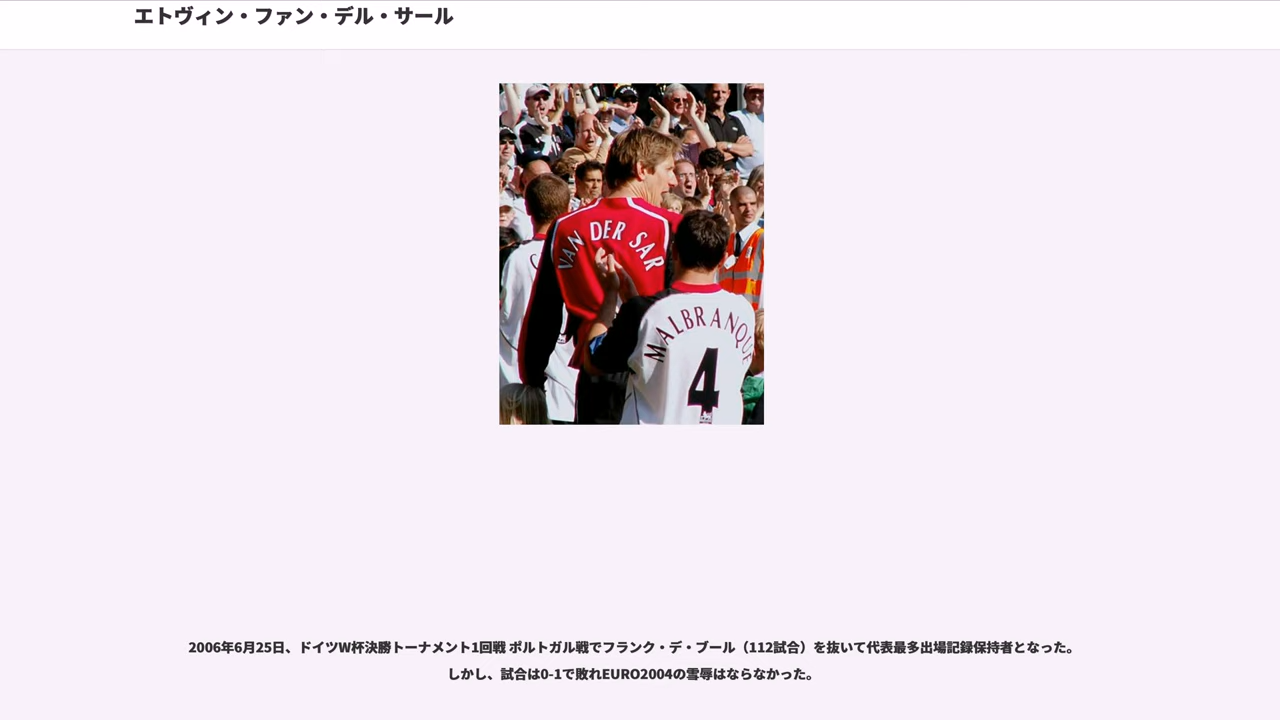 エトヴィン・ファン・デル・サール
VAN DER SAR
MALBRANQUE
4
2006年6月25日、ドイツW杯決勝トーナメント1回戦 ポルトガル戦でフランク・デ・ブール（112試合）を抜いて代表最多出場記録保持者となった。
しかし、試合は0-1で敗れEURO2004の雪辱はならなかった。